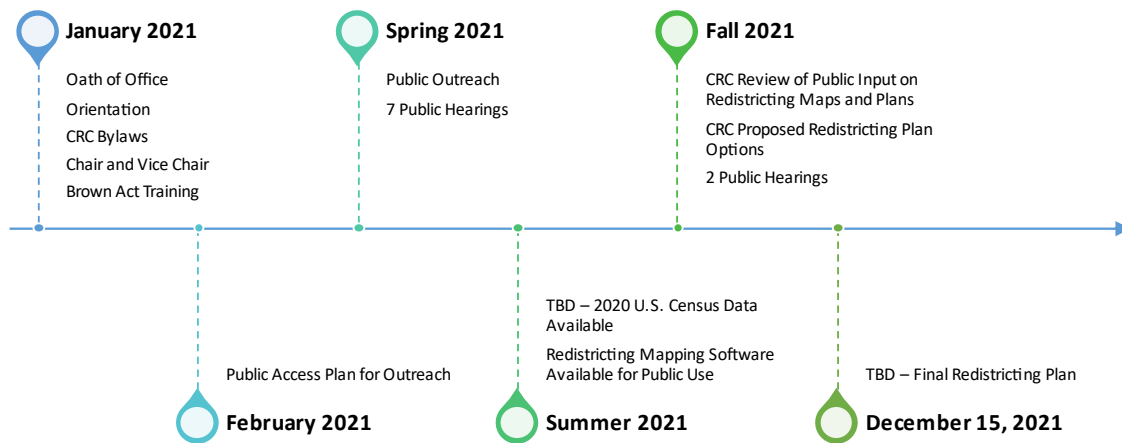 January 2021
Oath of Office
Orientation
CRC Bylaws
Chair and Vice Chair
Brown Act Training
Spring 2021
Public Outreach
7 Public Hearings
Fall 2021
CRC Review of Public Input on
Redistricting Maps and Plans
CRC Proposed Redistricting Plan
Options
2 Public Hearings
Public Access Plan for Outreach
February 2021
TBD – 2020 U.S. Census Data
Available
Redistricting Mapping Software
Available for Public Use
Summer 2021
TBD – Final Redistricting Plan
December 15, 2021